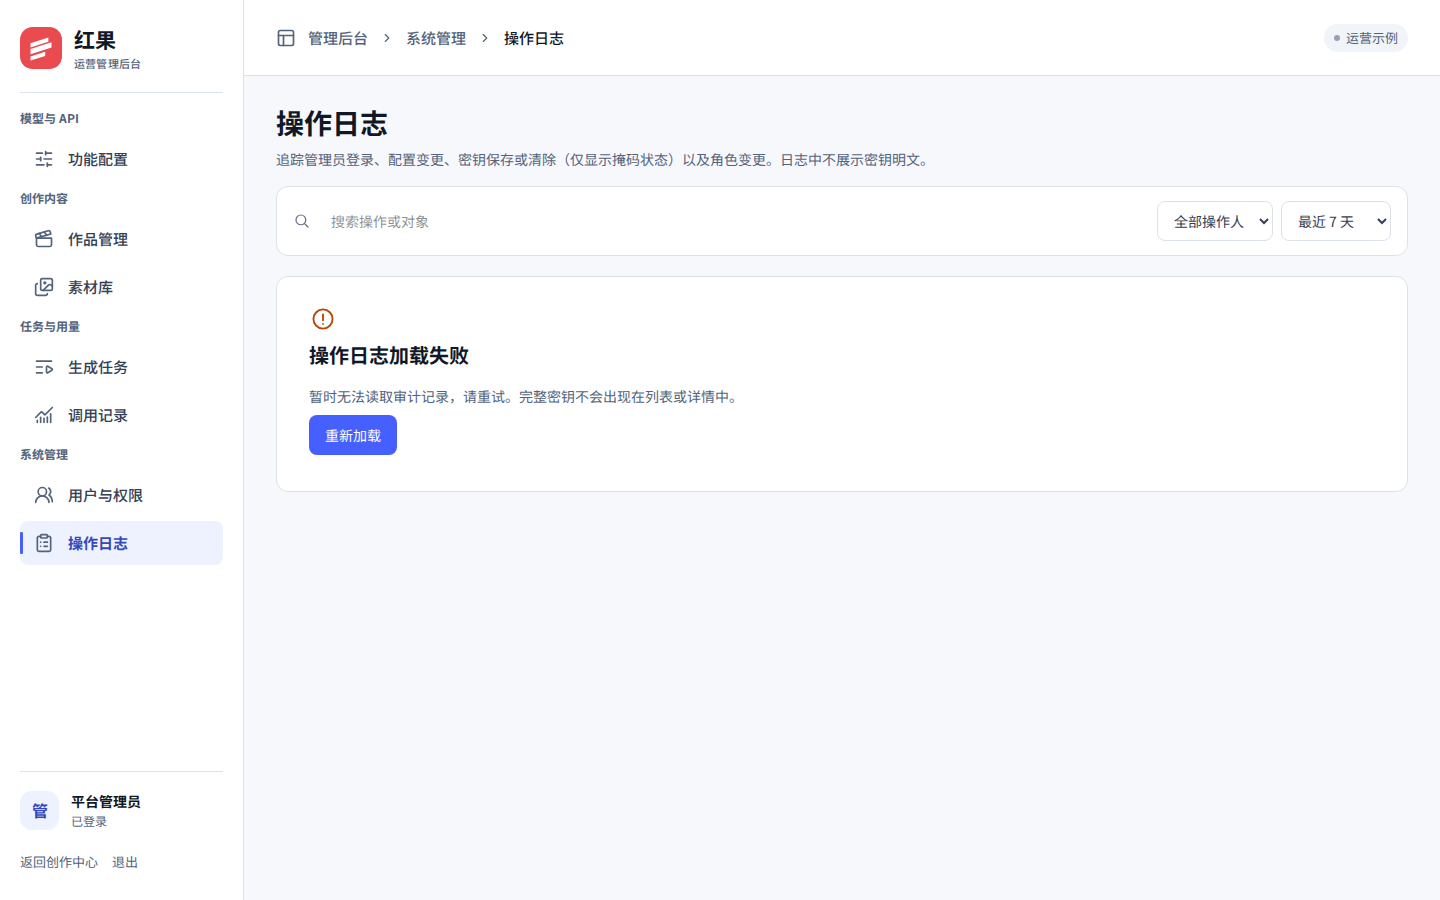 红果
运营管理后台
模型与 API
功能配置
创作内容
作品管理
素材库
任务与用量
生成任务
调用记录
系统管理
用户与权限
操作日志
管
平台管理员
已登录
返回创作中心 退出
管理后台 > 系统管理 > 操作日志
运营示例
操作日志
追踪管理员登录、配置变更、密钥保存或清除（仅显示掩码状态）以及角色变更。日志中不展示密钥明文。
搜索操作或对象
全部操作人
最近 7 天
操作日志加载失败
暂时无法读取审计记录，请重试。完整密钥不会出现在列表或详情中。
重新加载